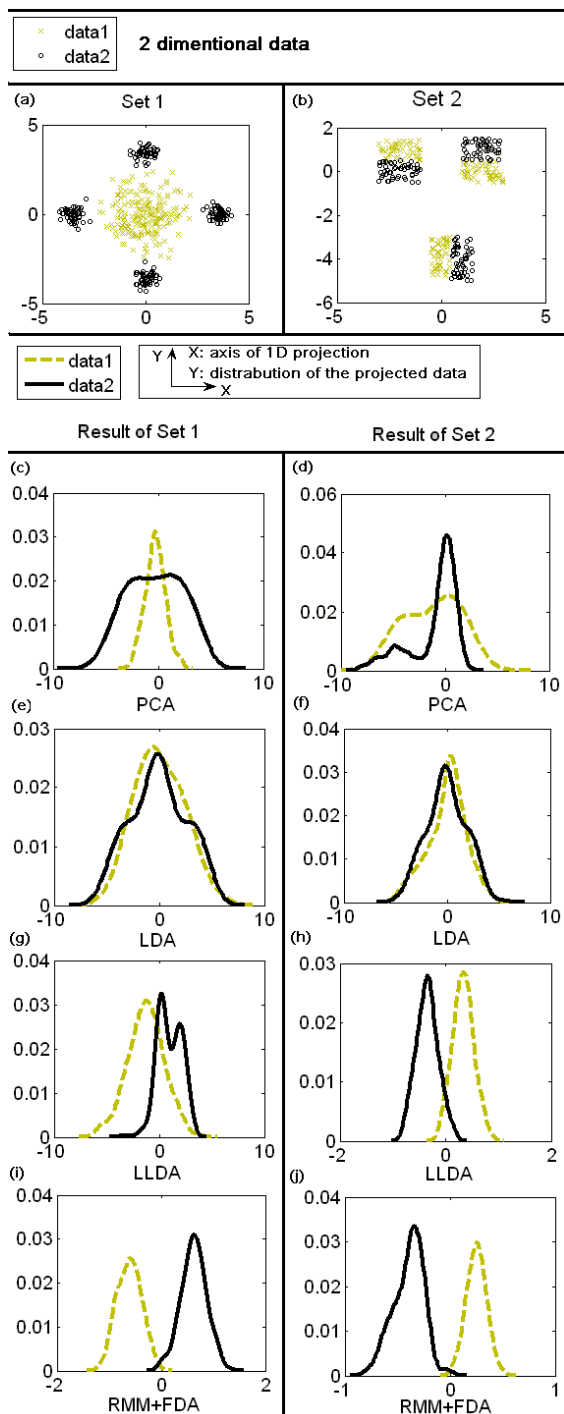 data1
data2
2 dimentional data
(a) Set 1
5
0
-5
-5 0 5
(b) Set 2
2
0
-2
-4
-6
-5 0 5
data1
data2
Y
X
X: axis of 1D projection
Y: distrabution of the projected data
Result of Set 1
Result of Set 2
(c)
0.04
0.03
0.02
0.01
0
-10 0 10
PCA
(d)
0.06
0.04
0.02
0
-10 -5 0 5 10
PCA
(e)
0.03
0.02
0.01
0
-10 0 10
LDA
(f)
0.04
0.03
0.02
0.01
0
-10 0 10
LDA
(g)
0.04
0.03
0.02
0.01
0
-10 0 10
LLDA
(h)
0.03
0.02
0.01
0
-2 0 2
LLDA
(i)
0.04
0.03
0.02
0.01
0
-2 0 2
RMM+FDA
(j)
0.04
0.03
0.02
0.01
0
-1 0 1
RMM+FDA